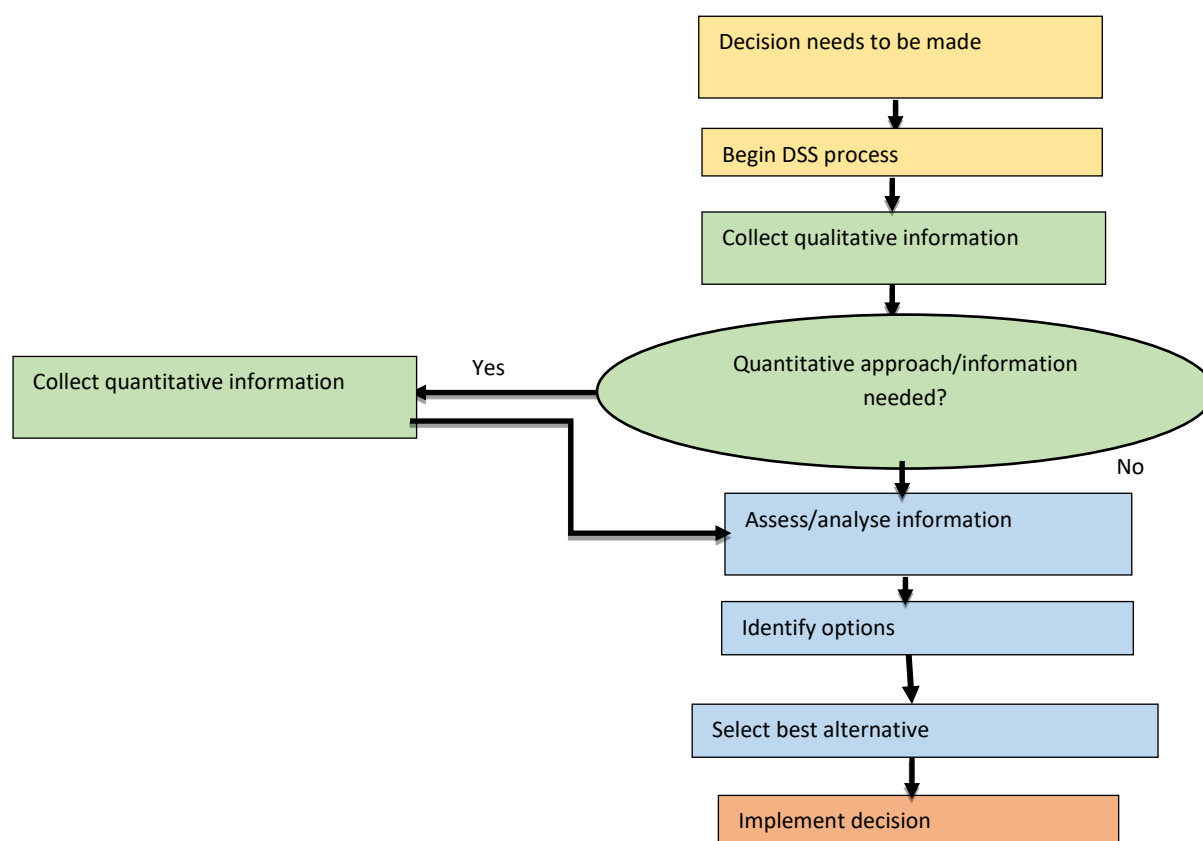 Decision needs to be made
Begin DSS process
Collect qualitative information
Quantitative approach/information
needed?
Yes
Collect quantitative information
No
Assess/analyse information
Identify options
Select best alternative
Implement decision